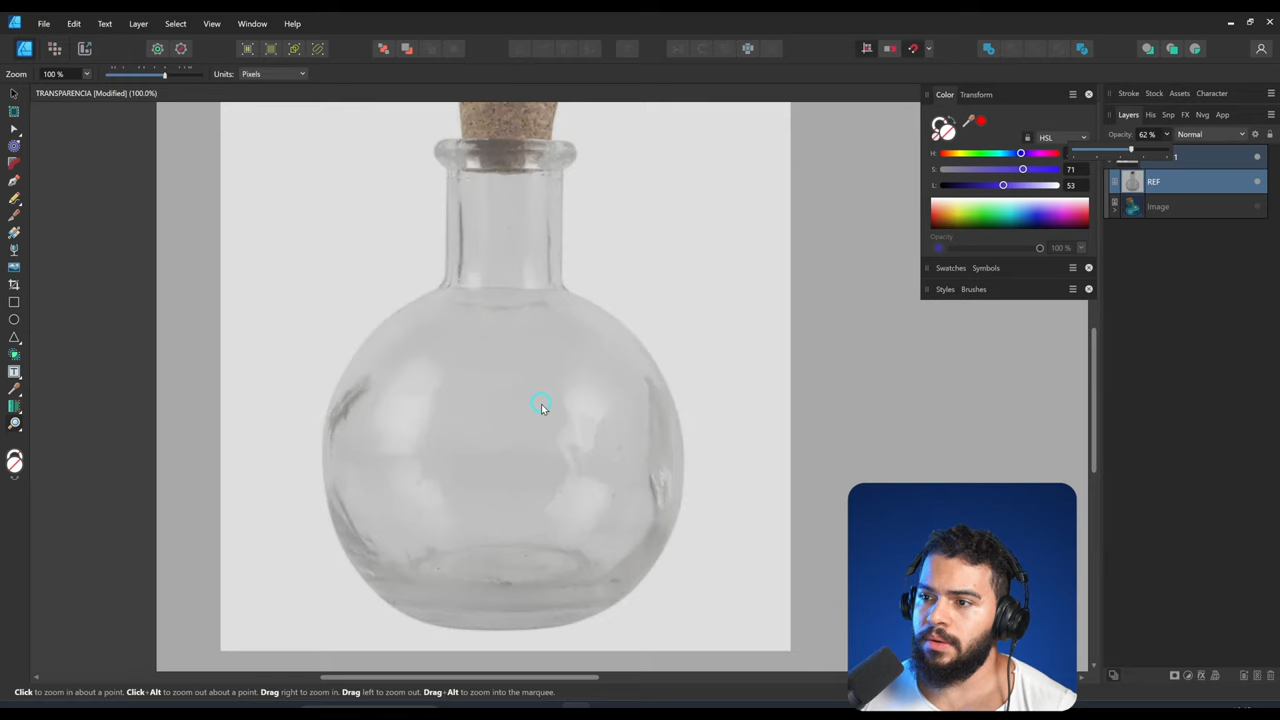 File Edit Text Layer Select View Window Help
Zoom 100 % Units: Pixels
TRANSPARENCIA [Modified] (100.0%)
Color Transform
HSL
H:
S: 71
L: 53
Opacity
100 %
Swatches Symbols
Styles Brushes
Stroke Stock Assets Character
Layers His Snp FX Nvg App
Opacity: 62 % Normal
1
REF
Image
Click to zoom in about a point. Click+Alt to zoom out about a point. Drag right to zoom in. Drag left to zoom out. Drag+Alt to zoom into the marquee.